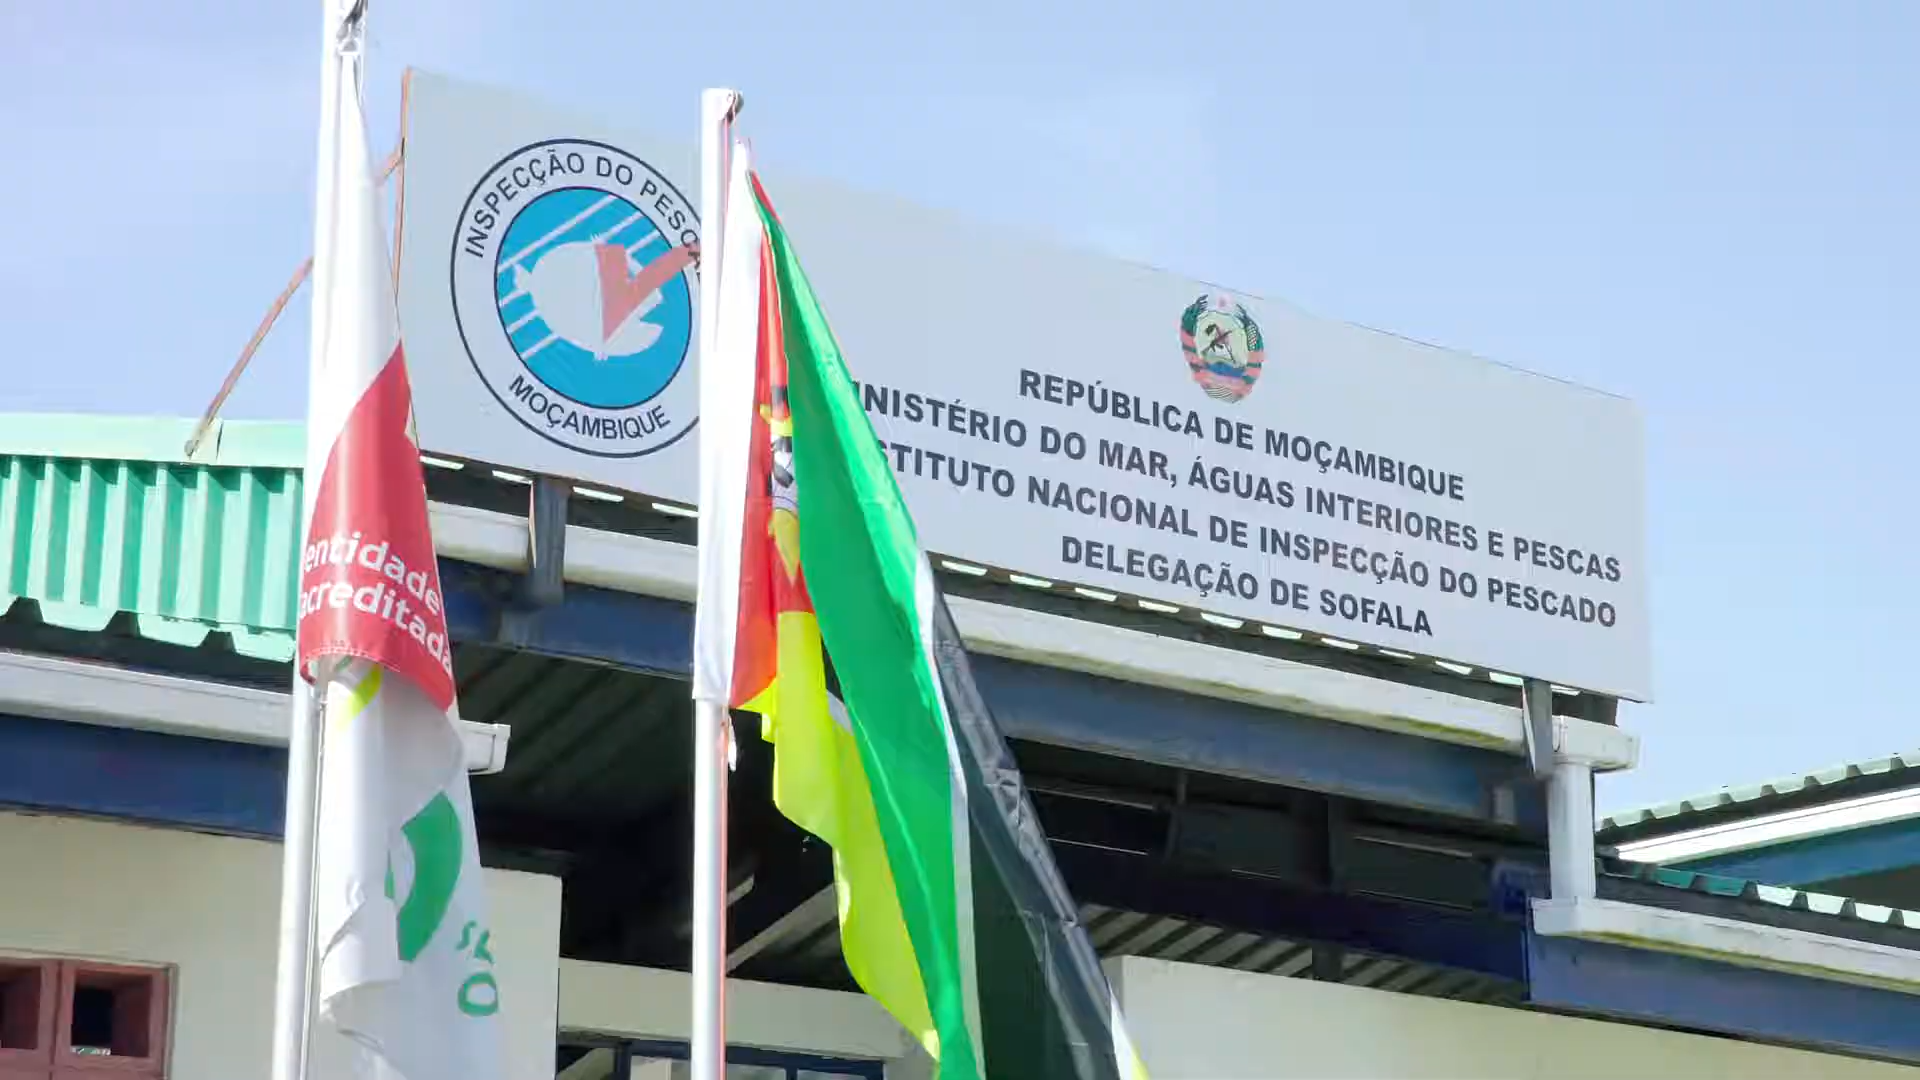 INSPECÇÃO DO PESCA
MOÇAMBIQUE
REPÚBLICA DE MOÇAMBIQUE
INISTÉRIO DO MAR, ÁGUAS INTERIORES E PESCAS
STITUTO NACIONAL DE INSPECÇÃO DO PESCADO
DELEGAÇÃO DE SOFALA
entidade
acreditada